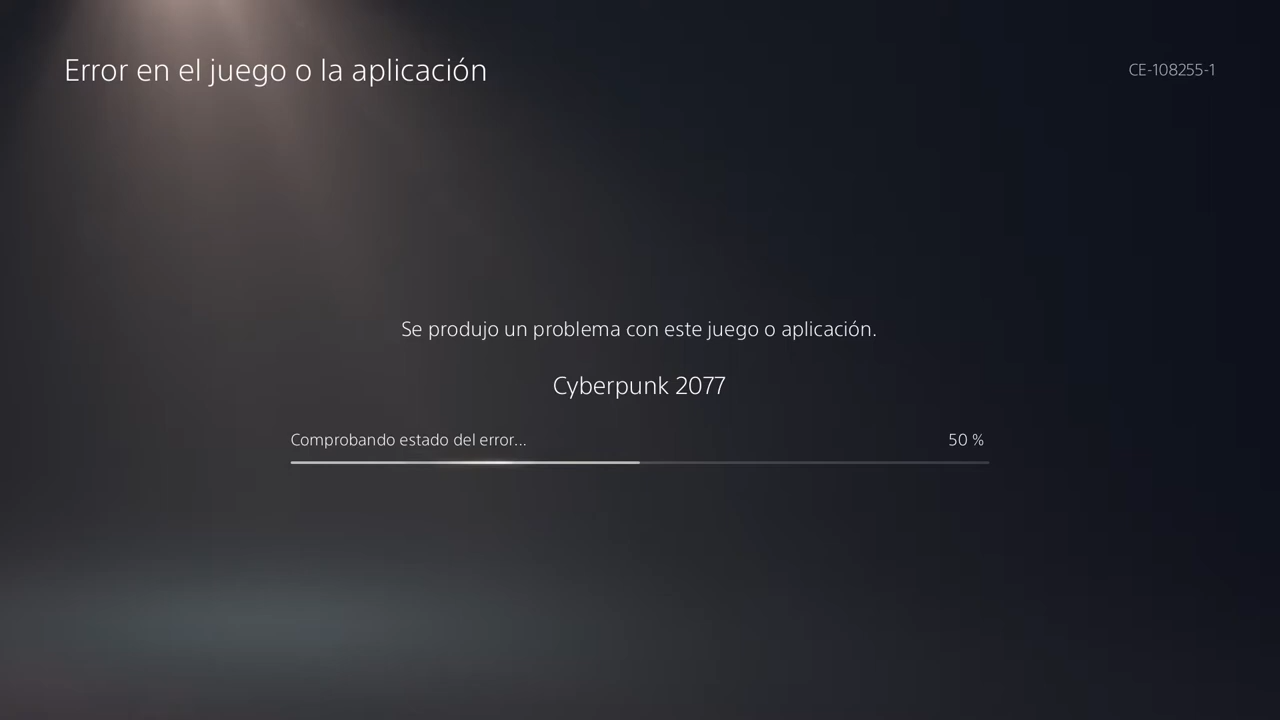 Error en el juego o la aplicación
CE-108255-1
Se produjo un problema con este juego o aplicación.
Cyberpunk 2077
Comprobando estado del error...
50 %